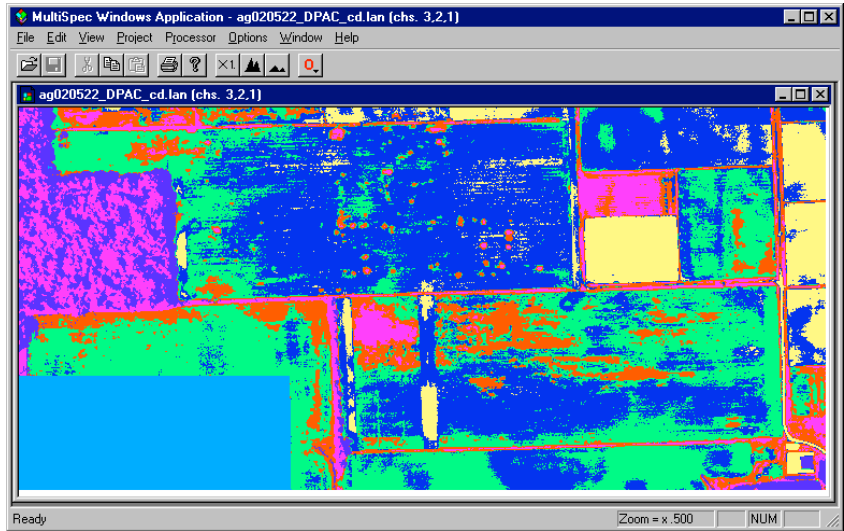 MultiSpec Windows Application - ag020522_DPAC_cd.lan (chs. 3,2,1)
File Edit View Project Processor Options Window Help
×1 O
ag020522_DPAC_cd.lan (chs. 3,2,1)
Ready Zoom = x .500 NUM